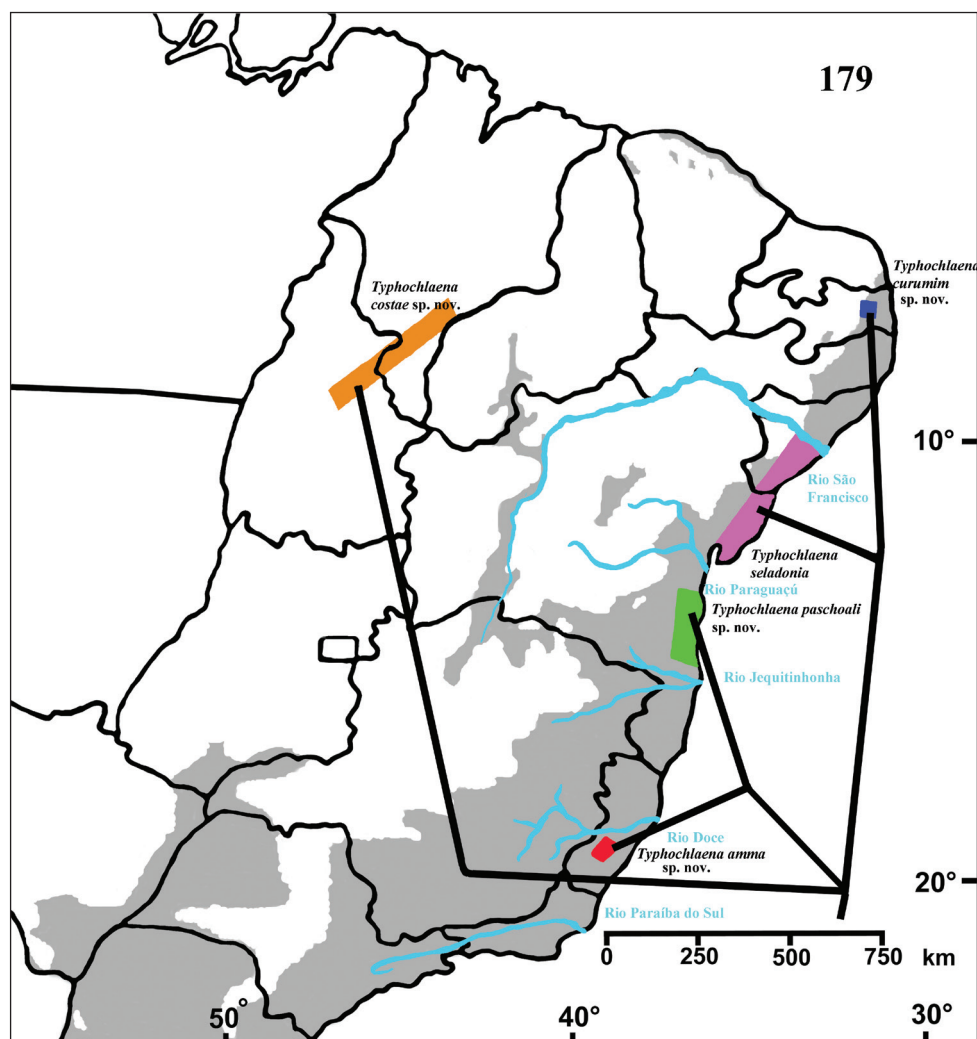 179
Typhochlaena
curumim
sp. nov.
Typhochlaena
costae sp. nov.
10°
Rio São
Francisco
Typhochlaena
seladonia
Rio Paraguaçú
Typhochlaena paschoali
sp. nov.
Rio Jequitinhonha
Rio Doce
Typhochlaena amma
sp. nov.
20°
Rio Paraíba do Sul
0 250 500 750 km
50° 40° 30°